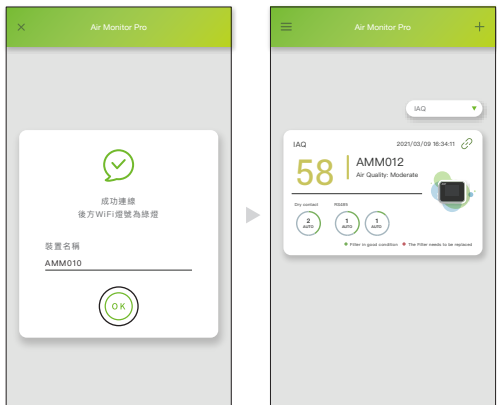 Air Monitor Pro
成功連線
後方WiFi燈號為綠燈
裝置名稱
AMM010
OK
Air Monitor Pro
IAQ
IAQ
2021/03/09 16:34:11
58
AMM012
Air Quality: Moderate
Dry contact
RS485
2
AUTO
1
AUTO
1
AUTO
Filter in good condition
The Filter needs to be replaced